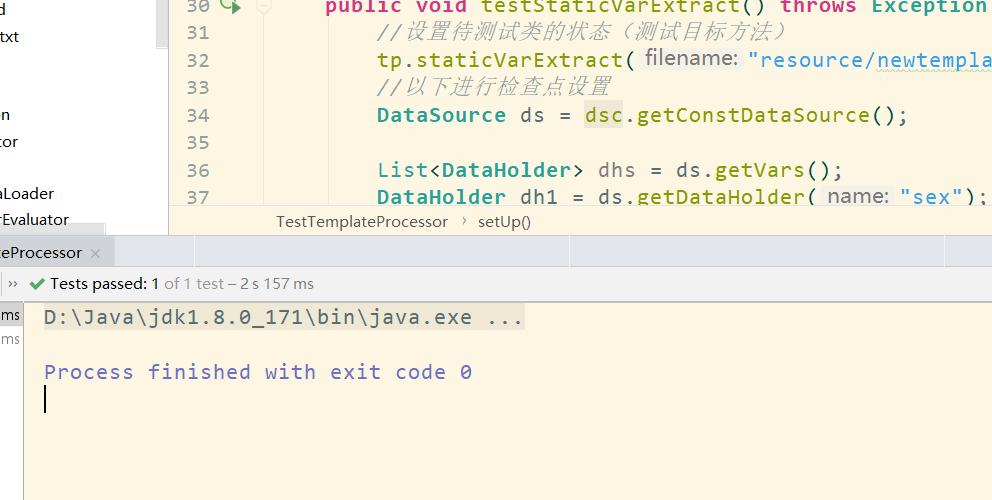 d
txt
n
or
aLoader
rEvaluator
30 public void testStaticVarExtract() throws Exception
31 //设置待测试类的状态（测试目标方法）
32 tp.staticVarExtract( filename: "resource/newtempla
33 //以下进行检查点设置
34 DataSource ds = dsc.getConstDataSource();
35
36 List<DataHolder> dhs = ds.getVars();
37 DataHolder dh1 = ds.getDataHolder( name: "sex");
TestTemplateProcessor › setUp()
teProcessor ×
›› Tests passed: 1 of 1 test – 2 s 157 ms
ms D:\Java\jdk1.8.0_171\bin\java.exe ...
ms
Process finished with exit code 0